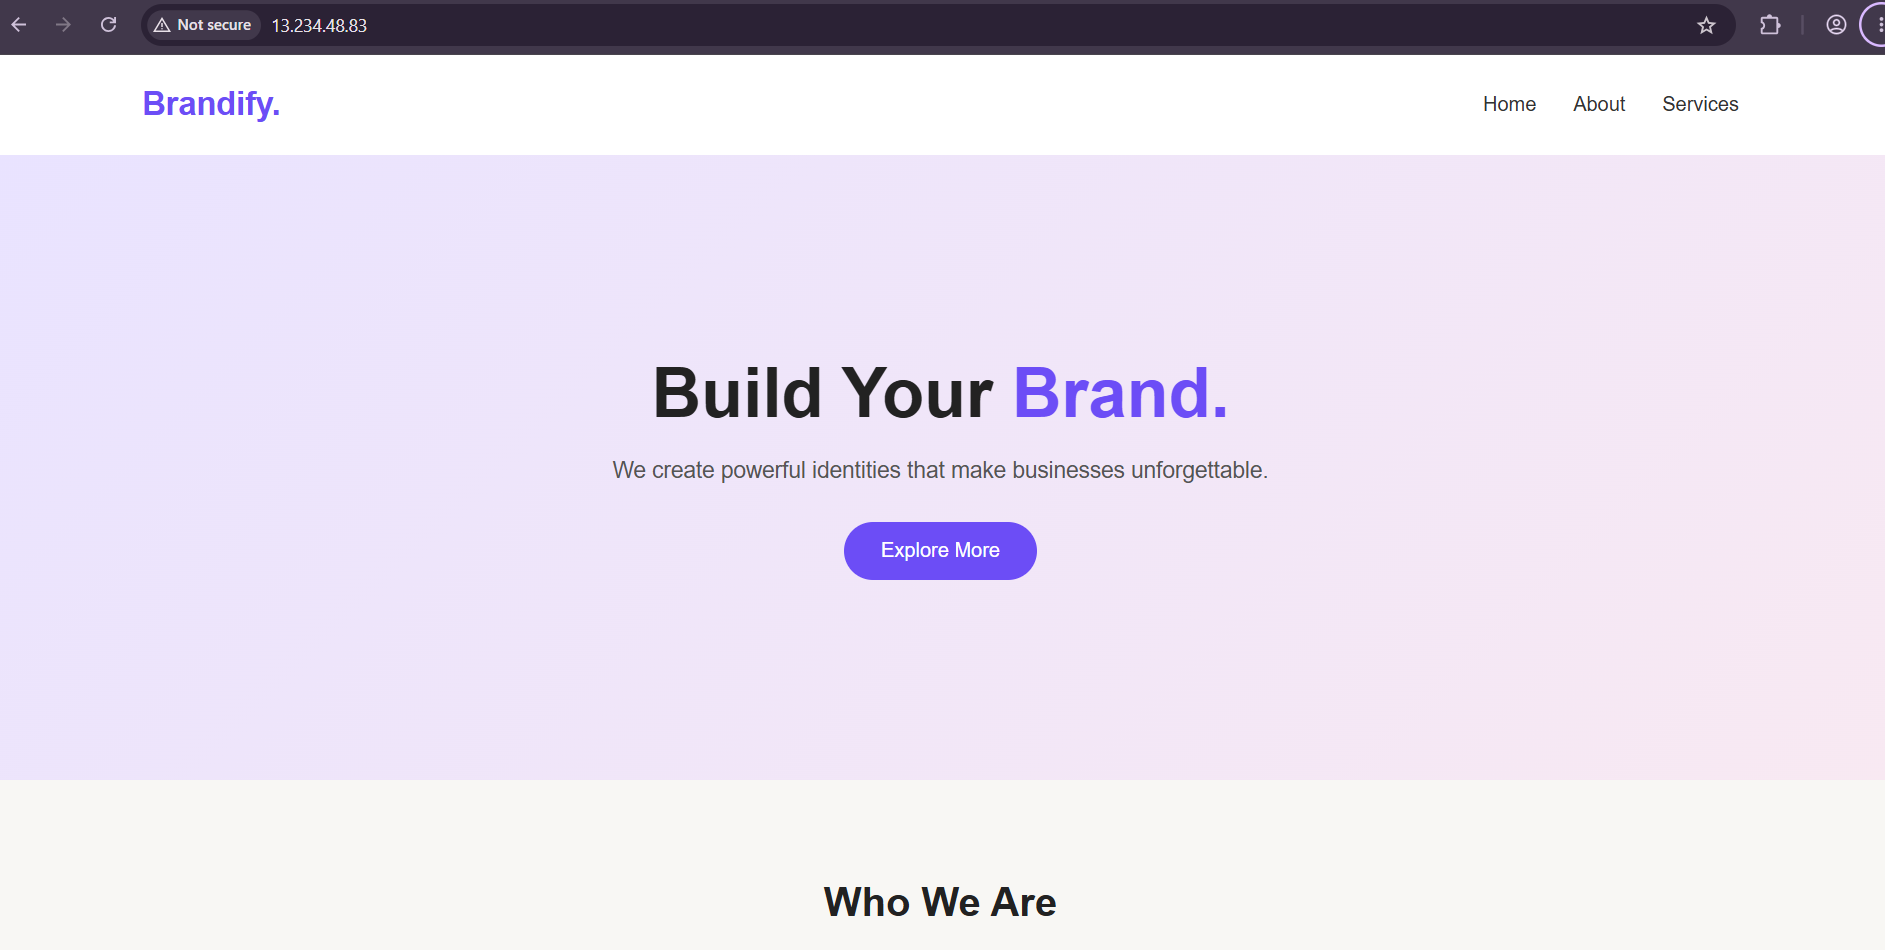 Not secure 13.234.48.83
Brandify.
Home About Services
Build Your Brand.
We create powerful identities that make businesses unforgettable.
Explore More
Who We Are